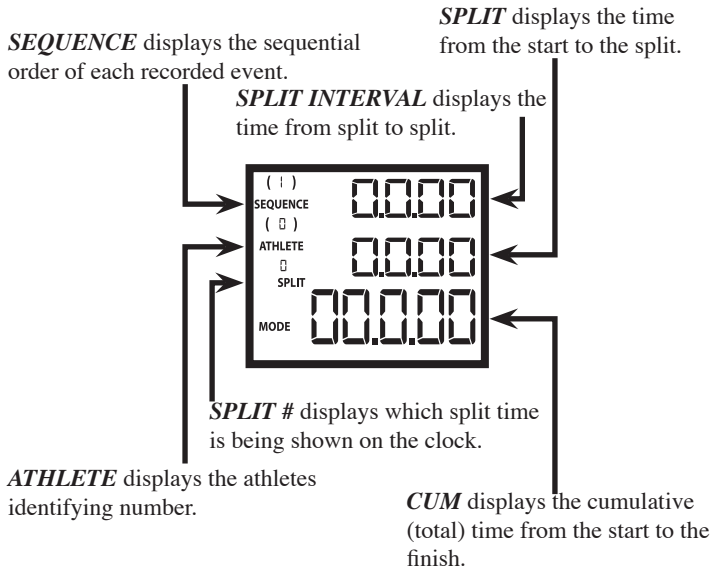 SPLIT displays the time
from the start to the split.
SEQUENCE displays the sequential
order of each recorded event.
SPLIT INTERVAL displays the
time from split to split.
( 1 )
SEQUENCE
0.0.00
( 0 )
ATHLETE
0.0.00
0
SPLIT
MODE
00.0.00
SPLIT # displays which split time
is being shown on the clock.
ATHLETE displays the athletes
identifying number.
CUM displays the cumulative
(total) time from the start to the
finish.